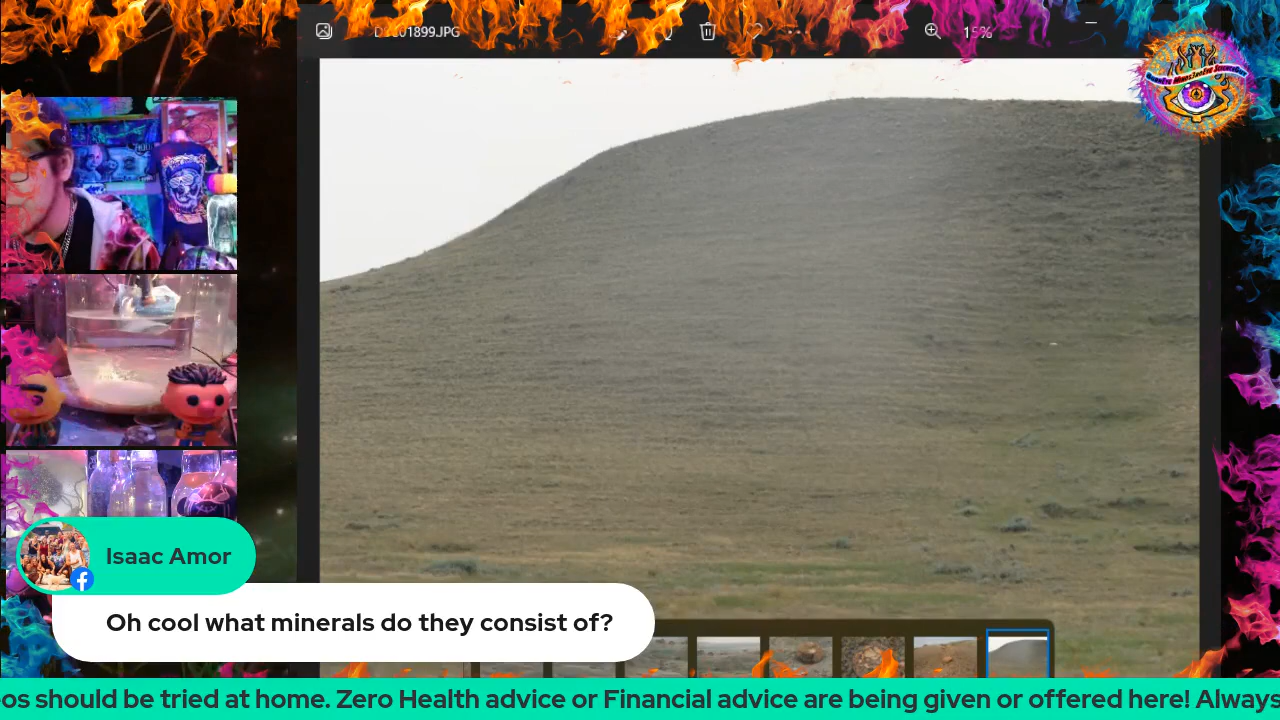 15%
Isaac Amor
Oh cool what minerals do they consist of?
os should be tried at home. Zero Health advice or Financial advice are being given or offered here! Always